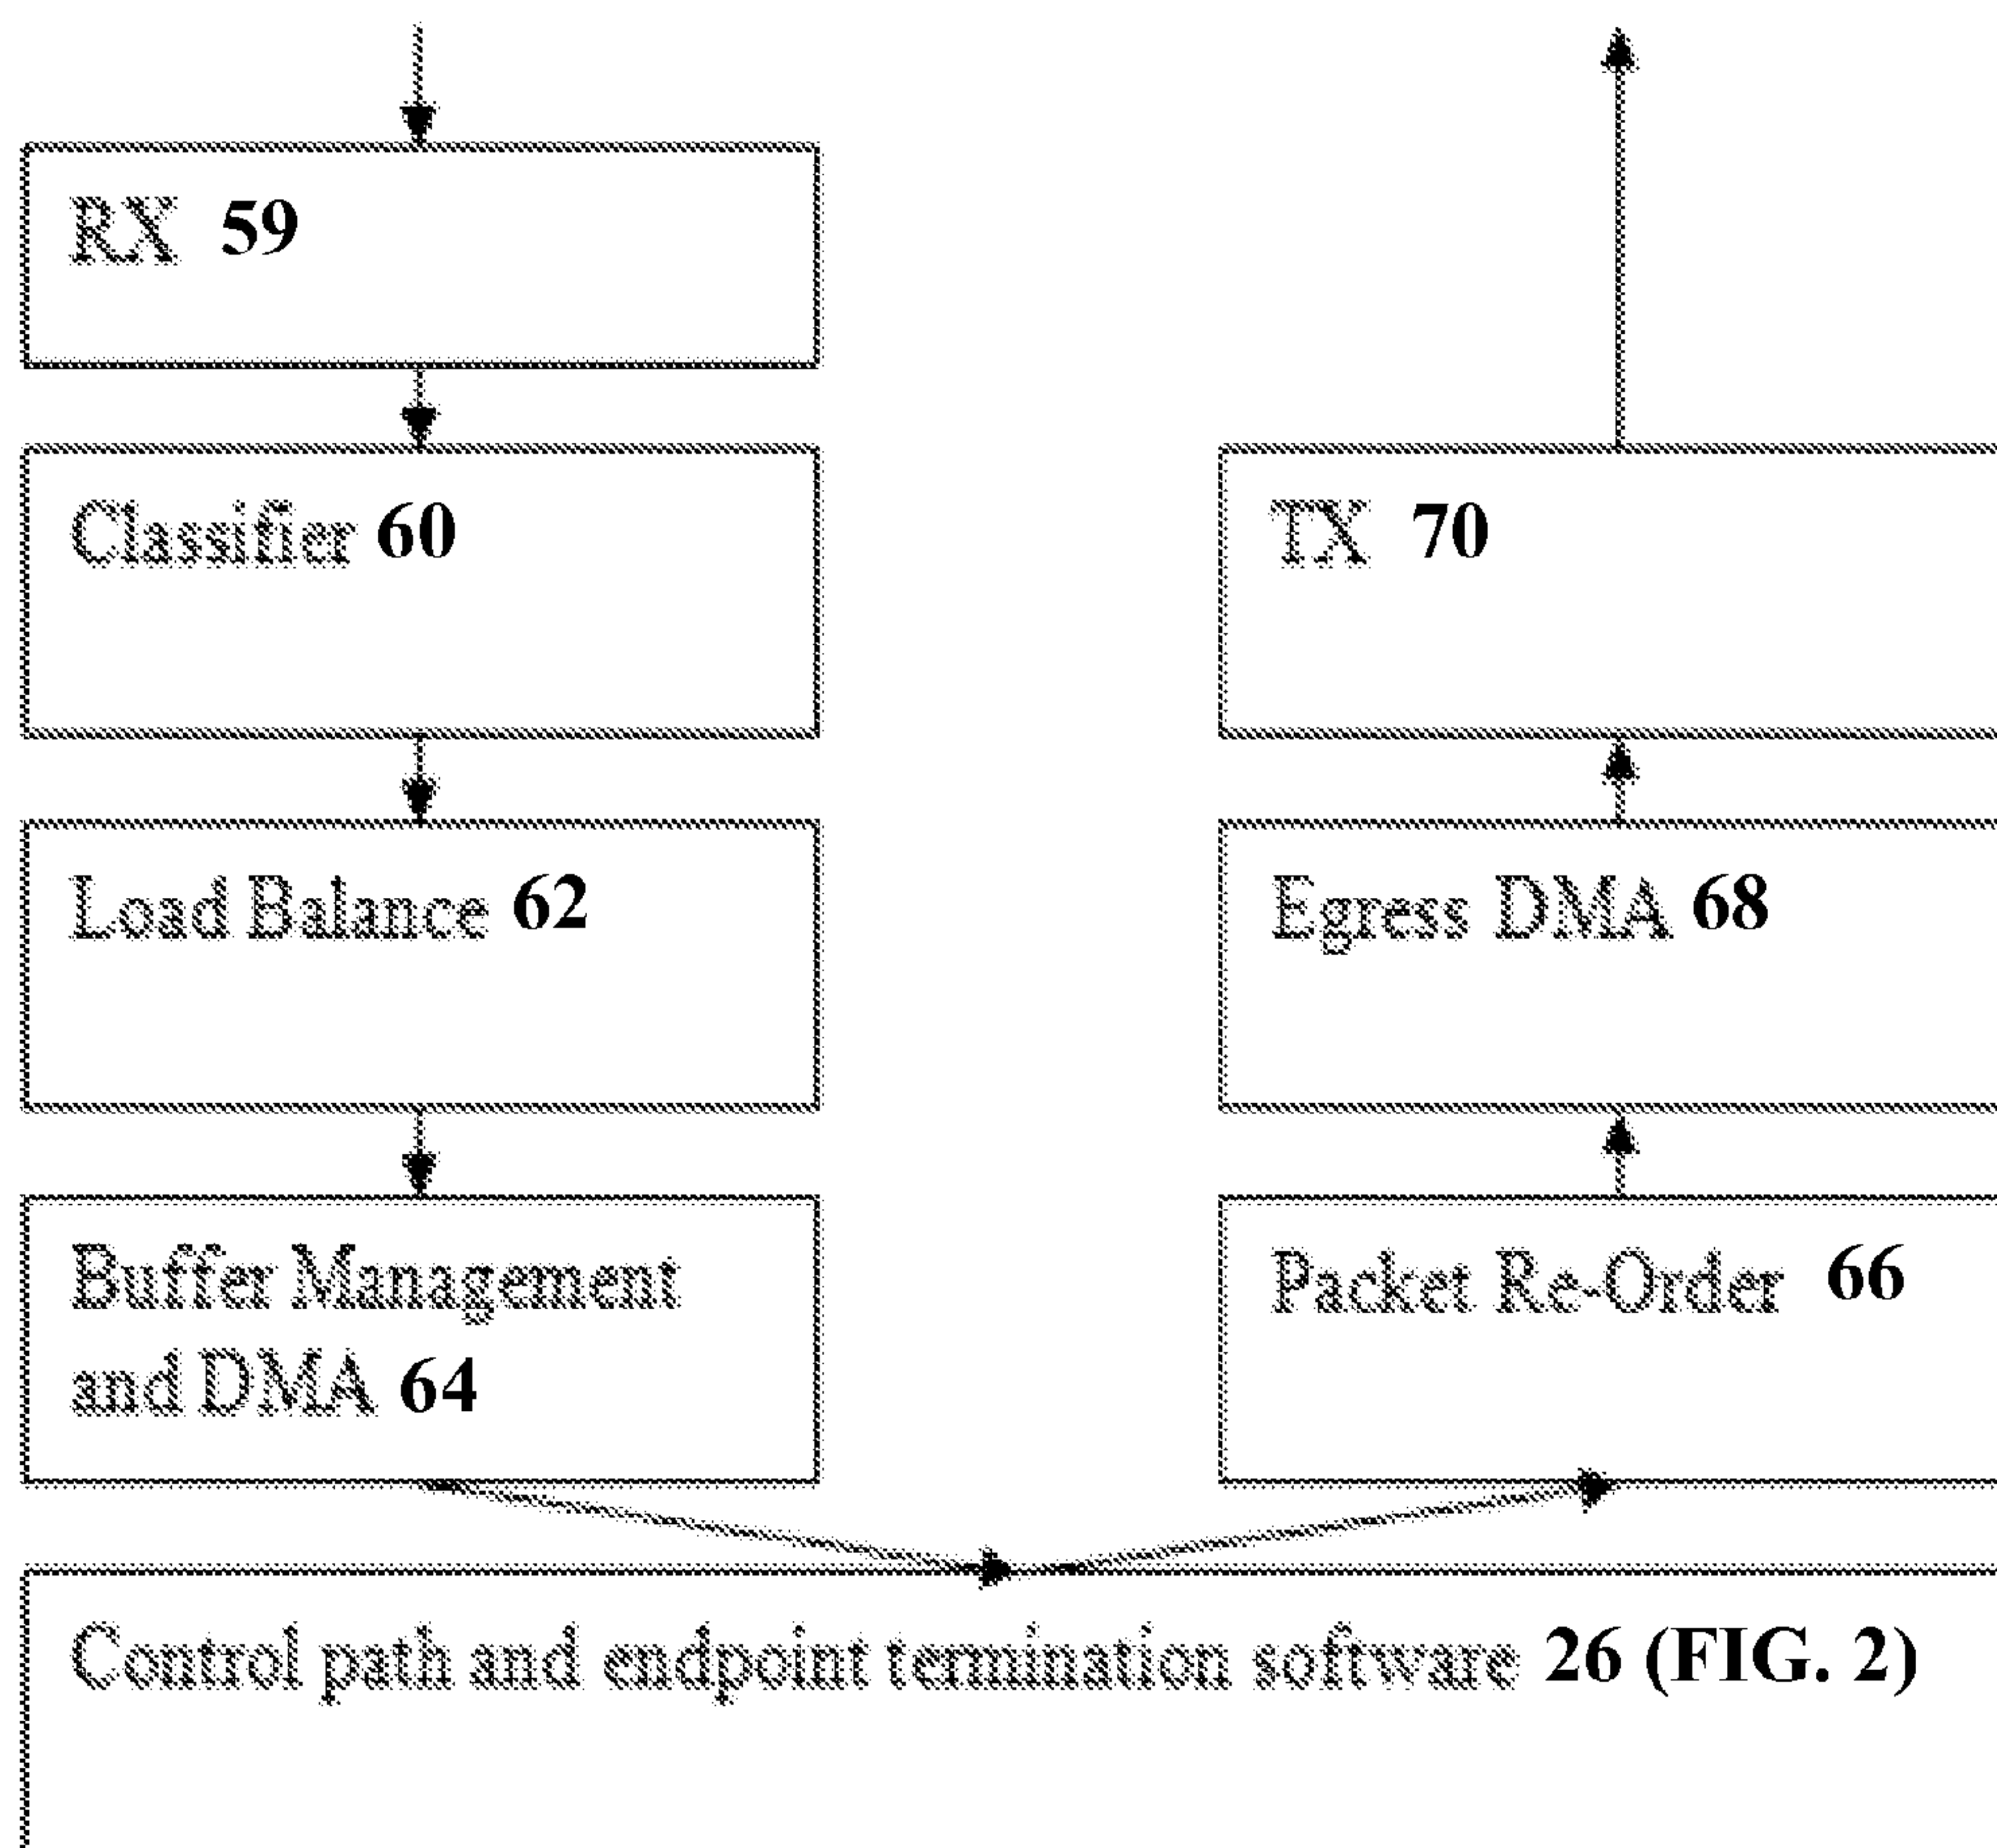 RX 59
Classifier 60
Load Balance 62
Buffer Management
and DMA 64
TX 70
Egress DMA 68
Packet Re-Order 66
Control path and endpoint termination software 26 (FIG. 2)